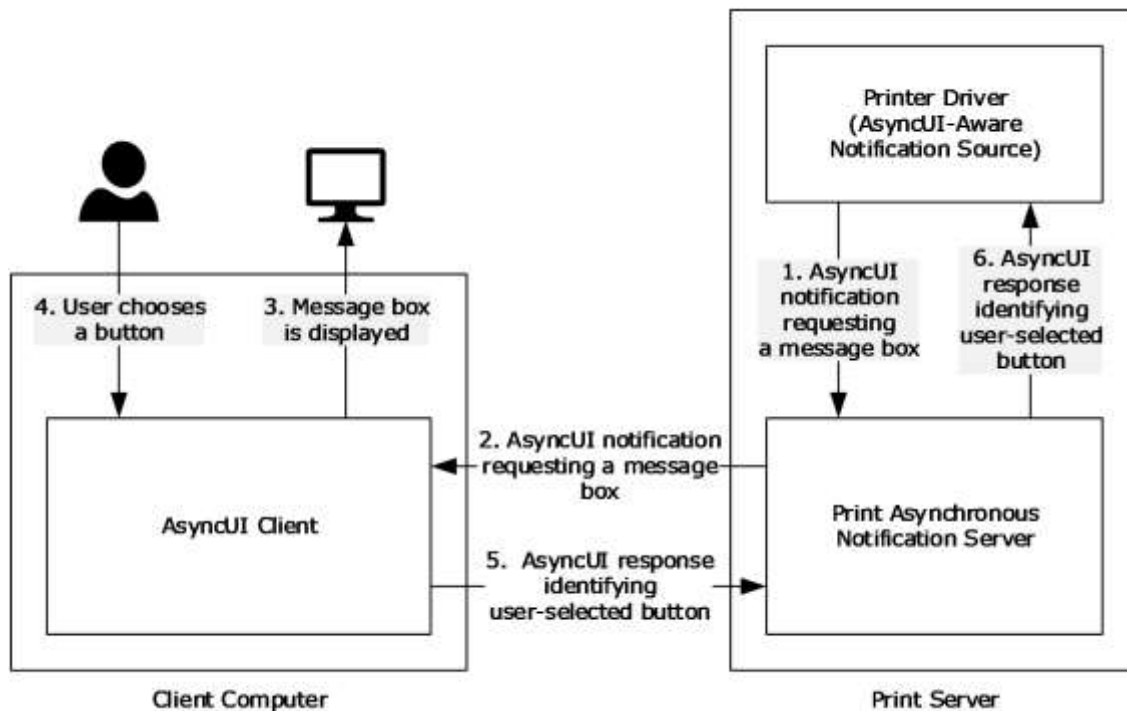 Printer Driver
(AsyncUI-Aware
Notification Source)
4. User chooses
a button
3. Message box
is displayed
1. AsyncUI
notification
requesting
a message box
6. AsyncUI
response
identifying
user-selected
button
2. AsyncUI notification
requesting a message
box
AsyncUI Client
Print Asynchronous
Notification Server
5. AsyncUI response
identifying
user-selected button
Client Computer
Print Server